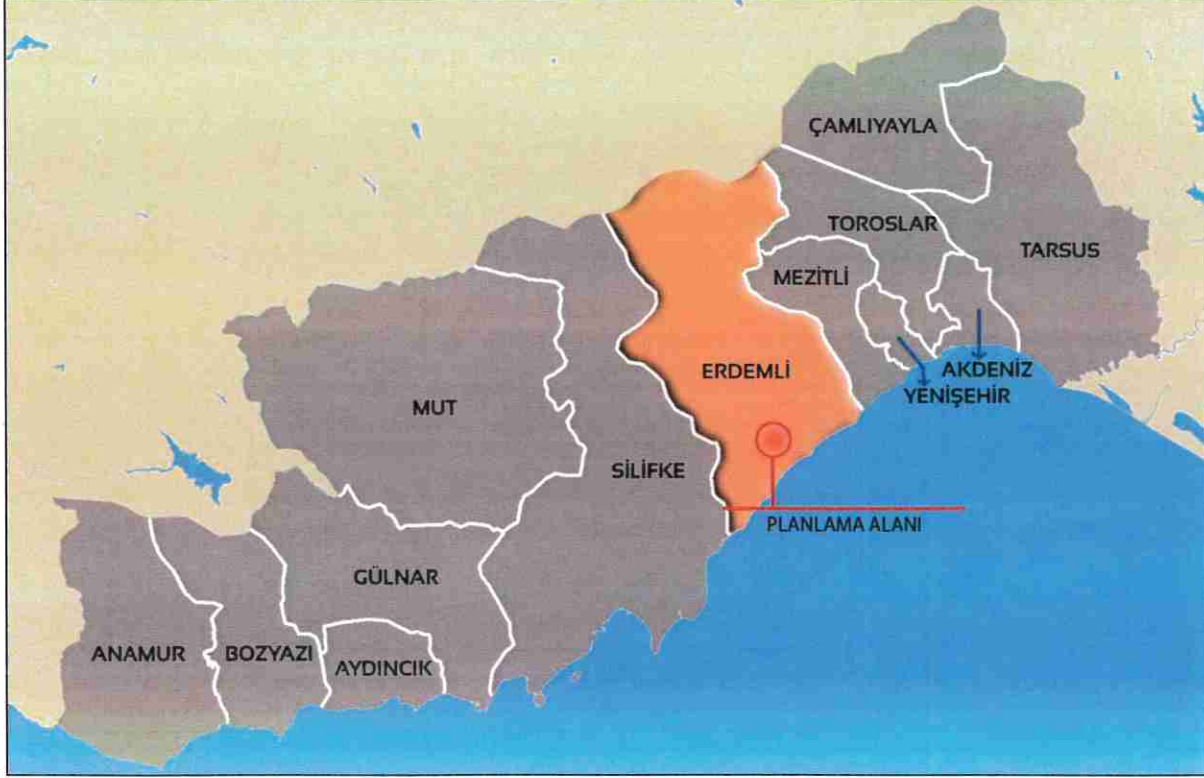 ÇAMLIYAYLA
TOROSLAR
TARSUS
MEZİTLİ
ERDEMLİ
AKDENİZ
YENİŞEHİR
MUT
SİLİFKE
PLANLAMA ALANI
GÜLNAR
ANAMUR
BOZYAZI
AYDINCIK